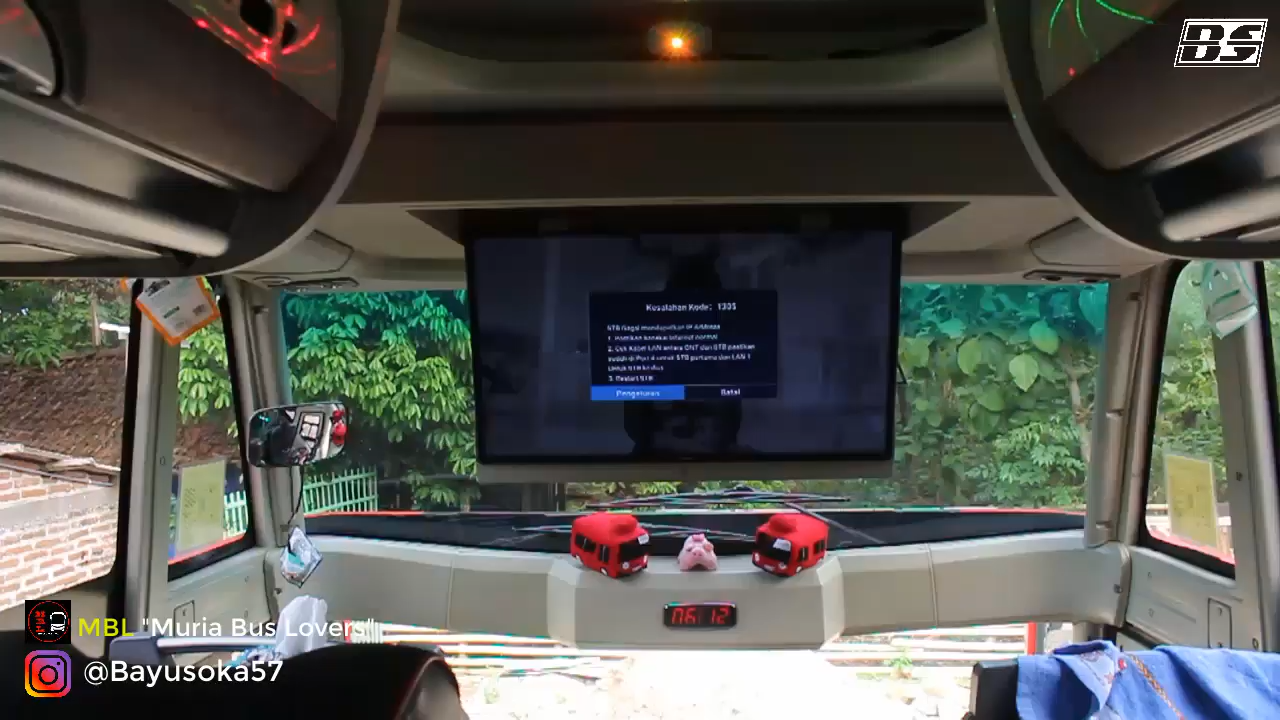 BS
Kesalahan Kode: 1305
STB gagal mendapatkan IP Address
1. Pastikan koneksi internet normal
2. Cek Kabel LAN antara ONT dan STB pastikan
sudah di Port 4 untuk STB pertama dan LAN 1
untuk STB kedua
3. Restart STB
Pengaturan
Batal
06:12
MBL "Muria Bus Lovers"
@Bayusoka57